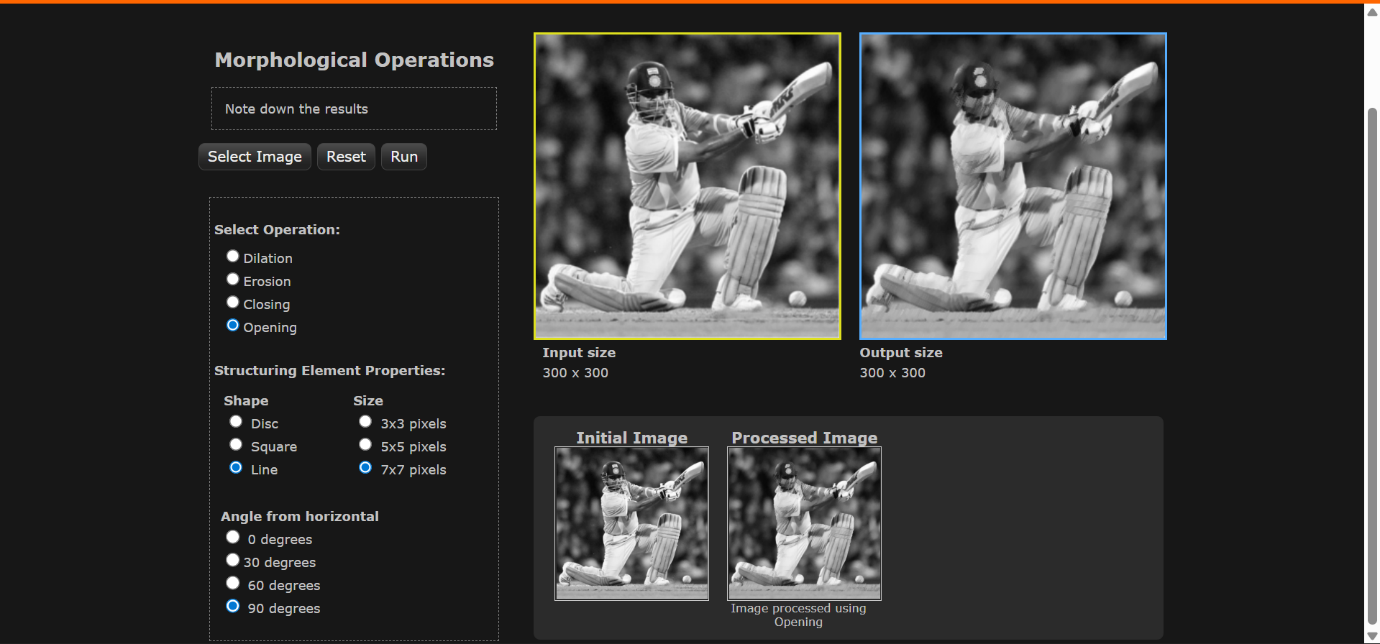 Morphological Operations
Note down the results
Select Image
Reset
Run
Select Operation:
Dilation
Erosion
Closing
Opening
Structuring Element Properties:
Shape
Size
Disc
3x3 pixels
Square
5x5 pixels
Line
7x7 pixels
Angle from horizontal
0 degrees
30 degrees
60 degrees
90 degrees
Input size
300 x 300
Output size
300 x 300
Initial Image
Processed Image
Image processed using
Opening